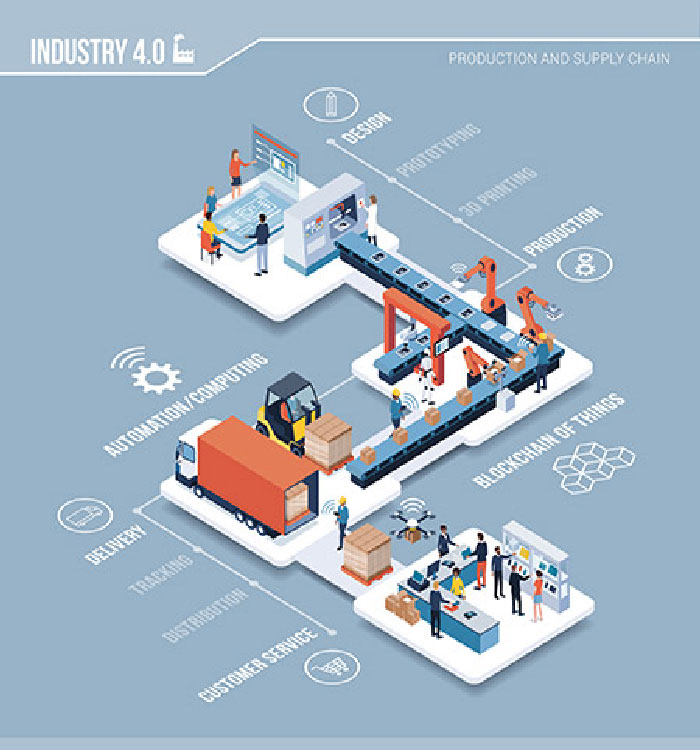 INDUSTRY 4.0
PRODUCTION AND SUPPLY CHAIN
DESIGN
PROTOTYPING
3D PRINTING
PRODUCTION
AUTOMATION/COMPUTING
BLOCKCHAIN OF THINGS
DELIVERY
TRACKING
DISTRIBUTION
CUSTOMER SERVICE